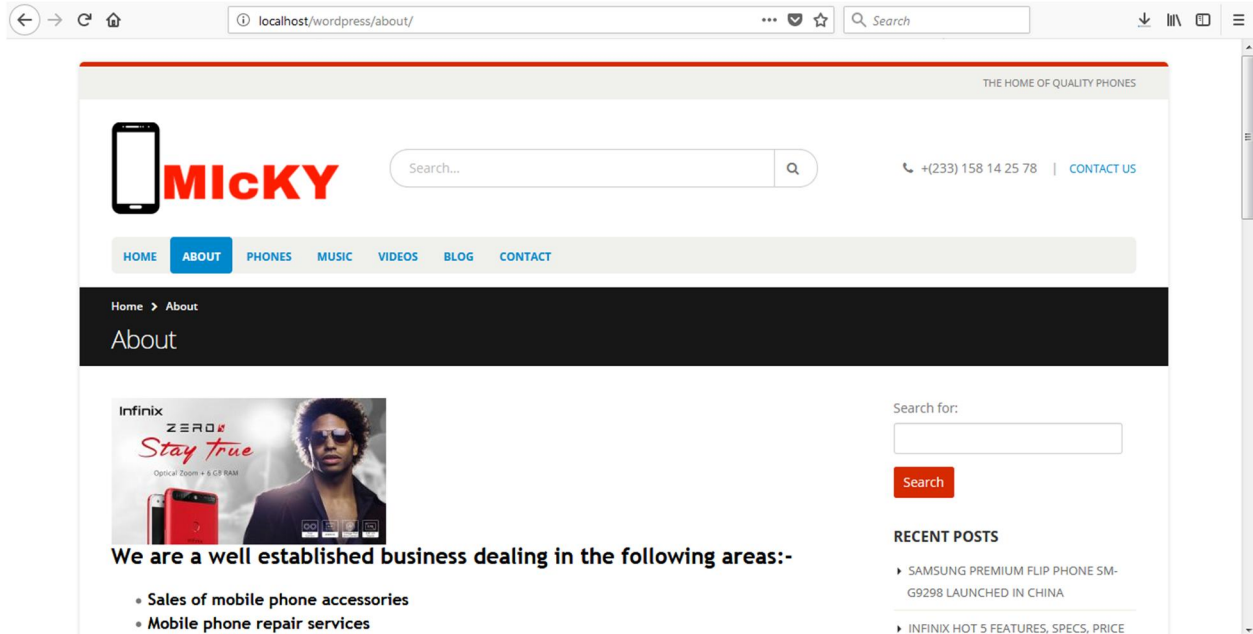 localhost/wordpress/about/
Search
THE HOME OF QUALITY PHONES
MIcKY
Search...
+(233) 158 14 25 78 | CONTACT US
HOME ABOUT PHONES MUSIC VIDEOS BLOG CONTACT
Home > About
About
Infinix
ZERO 5
Stay True
Optical Zoom + 6 GB RAM
We are a well established business dealing in the following areas:-
Sales of mobile phone accessories
Mobile phone repair services
Search for:
Search
RECENT POSTS
SAMSUNG PREMIUM FLIP PHONE SM-
G9298 LAUNCHED IN CHINA
INFINIX HOT 5 FEATURES, SPECS, PRICE